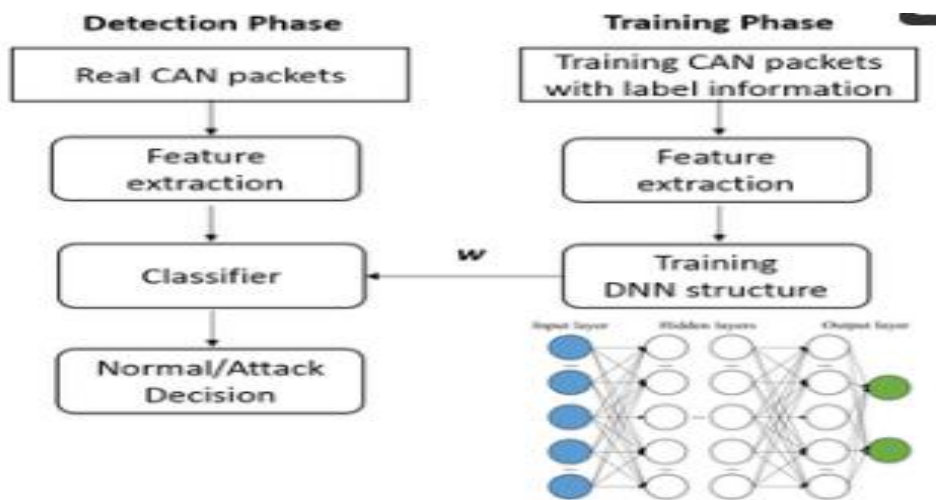 Detection Phase
Real CAN packets
Feature
extraction
Classifier
Normal/Attack
Decision
Training Phase
Training CAN packets
with label information
Feature
extraction
w
Training
DNN structure
Input layer
Hidden layers
Output layer